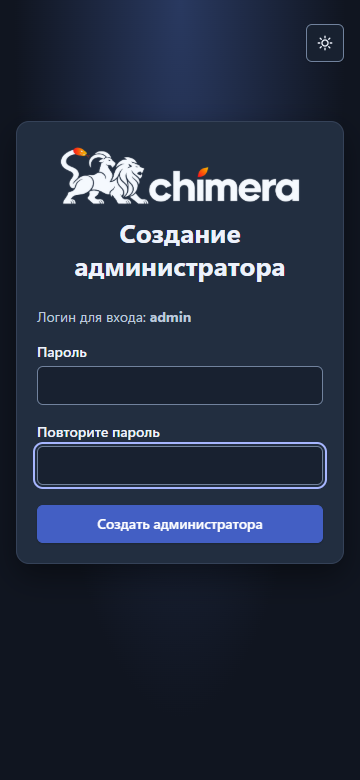 chimera
Создание
администратора
Логин для входа: admin
Пароль
Повторите пароль
Создать администратора